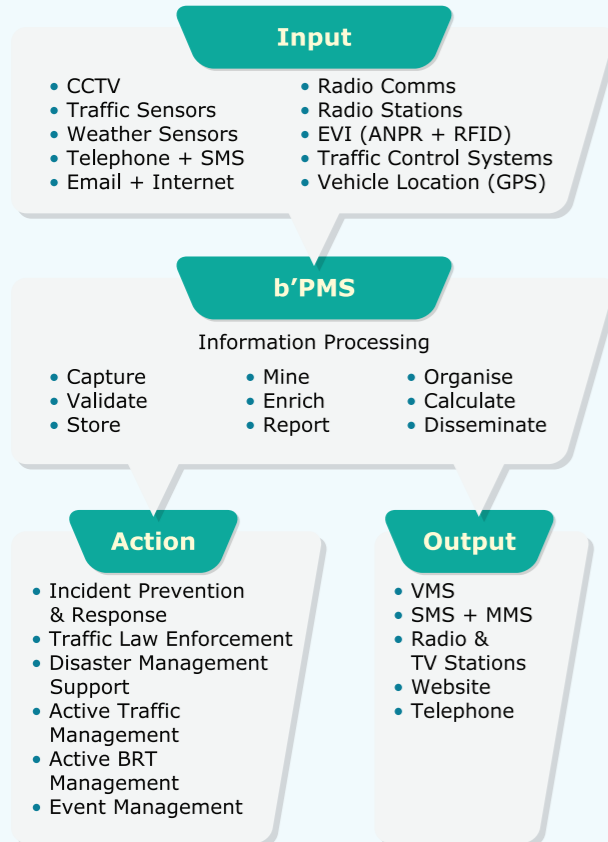 Input
• CCTV
• Traffic Sensors
• Weather Sensors
• Telephone + SMS
• Email + Internet
• Radio Comms
• Radio Stations
• EVI (ANPR + RFID)
• Traffic Control Systems
• Vehicle Location (GPS)
b’PMS
Information Processing
• Capture
• Validate
• Store
• Mine
• Enrich
• Report
• Organise
• Calculate
• Disseminate
Action
• Incident Prevention
& Response
• Traffic Law Enforcement
• Disaster Management
Support
• Active Traffic
Management
• Active BRT
Management
• Event Management
Output
• VMS
• SMS + MMS
• Radio &
TV Stations
• Website
• Telephone